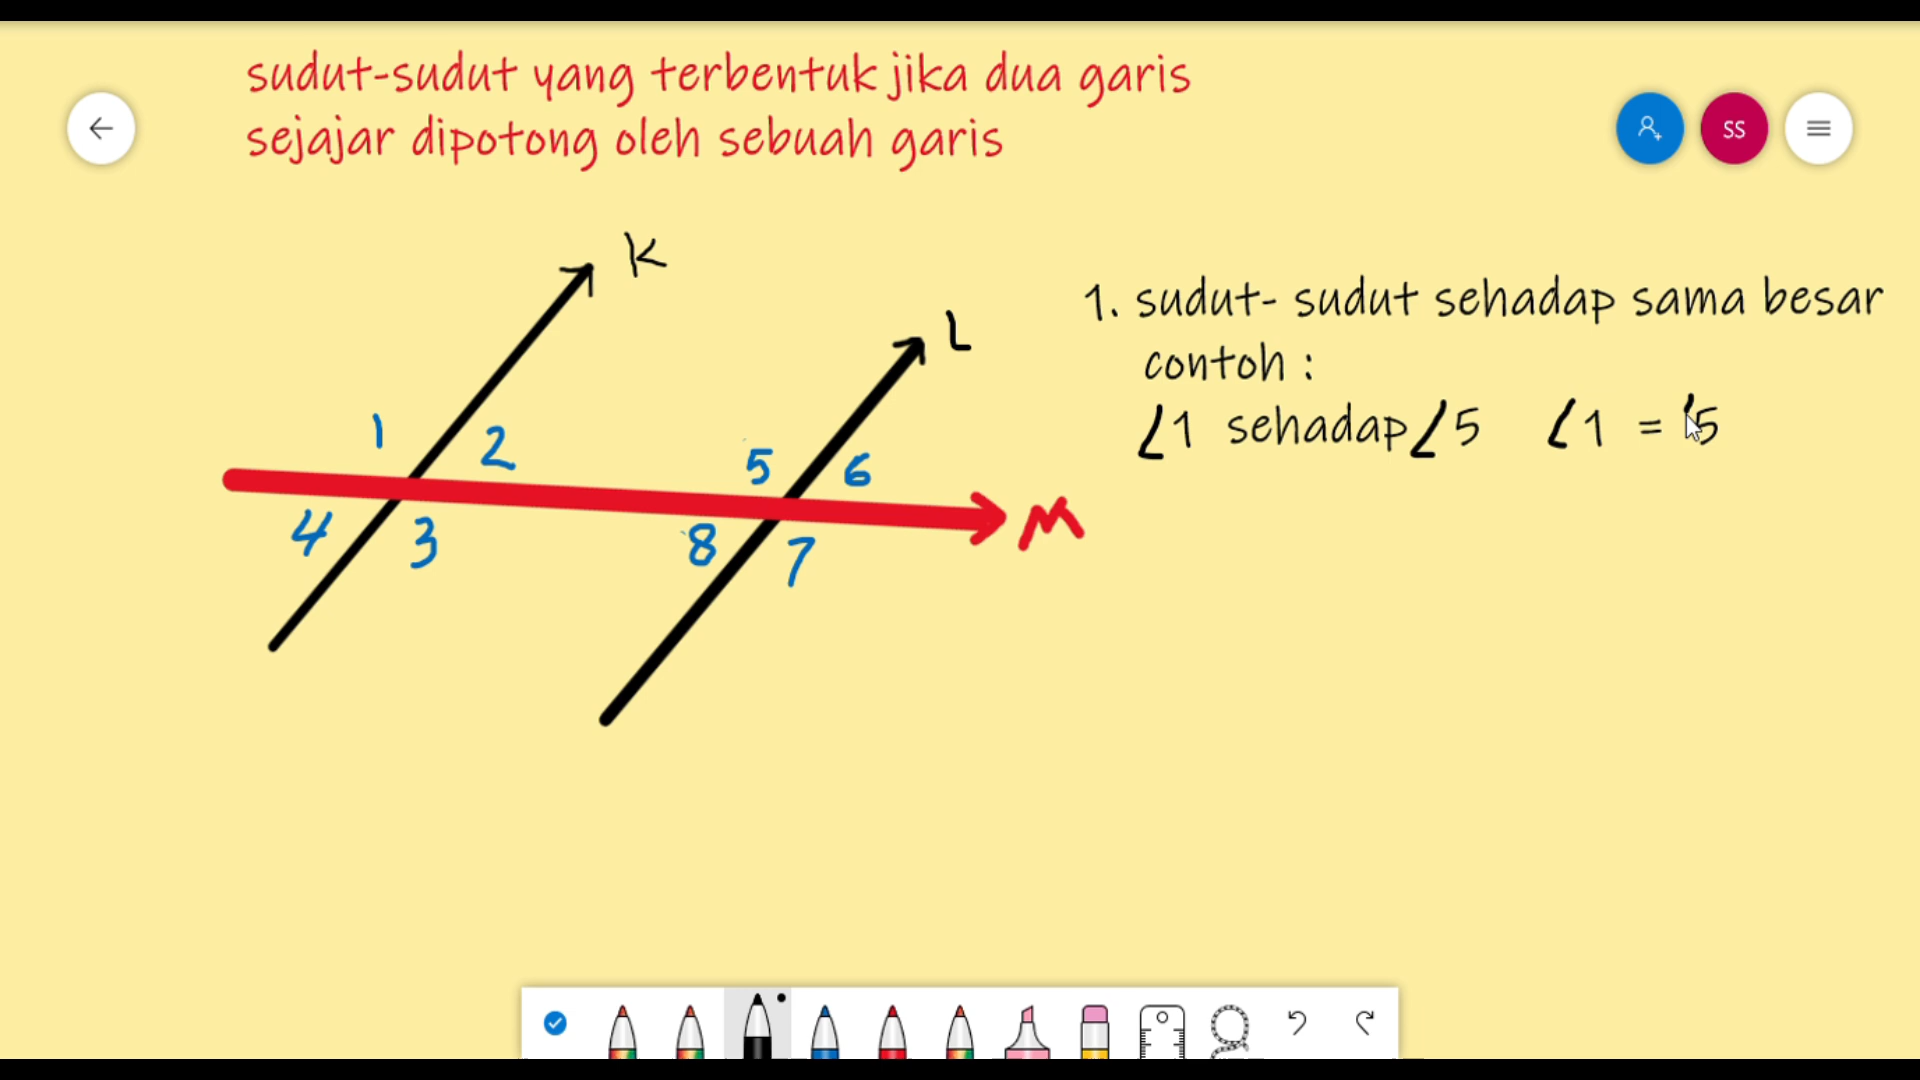 sudut-sudut yang terbentuk jika dua garis
sejajar dipotong oleh sebuah garis
SS
K
L
1. sudut- sudut sehadap sama besar
contoh :
∠1 sehadap∠5 ∠1 = 5
1 2 5 6
M
4 3 8 7